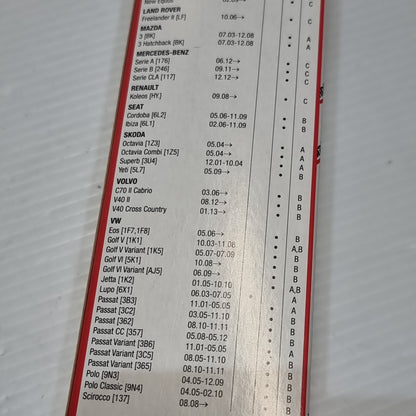 New Equus
LAND ROVER
Freelander II [LF] 10.06→ • C
MAZDA
3 [BK] 07.03-12.08 • A
3 Hatchback [BK] 07.03-12.08 • A
MERCEDES-BENZ
Serie A [176] 06.12→ • C
Serie B [246] 09.11→ • C
Serie CLA [117] 12.12→ • C
RENAULT
Koleos [HY.] 09.08→ • C
SEAT
Cordoba [6L2] 05.06-11.09 • B
Ibiza [6L1] 02.06-11.09 • B
SKODA
Octavia [1Z3] 05.04→ • A
Octavia Combi [1Z5] 05.04→ • A
Superb [3U4] 12.01-10.04 • A
Yeti [5L7] 05.09→ • B
VOLVO
C70 II Cabrio 03.06→ • B
V40 II 08.12→ • B
V40 Cross Country 01.13→ • B
VW
Eos [1F7,1F8] 05.06→ • B
Golf V [1K1] 10.03-11.08 • A,B
Golf V Variant [1K5] 05.07-07.09 • B
Golf VI [5K1] 10.08→ • B
Golf VI Variant [AJ5] 06.09→ • B
Jetta [1K2] 01.05-10.10 • A,B
Lupo [6X1] 06.03-07.05 • B
Passat [3B3] 11.01-05.05 • A
Passat [3C2] 03.05-11.10 • A,B
Passat [362] 08.10-11.11 • B
Passat CC [357] 05.08-05.12 • B
Passat Variant [3B6] 11.01-05.05 • A
Passat Variant [3C5] 08.05-11.10 • A,B
Passat Variant [365] 08.10-11.11 • B
Polo [9N3] 04.05-12.09 • B
Polo Classic [9N4] 04.05-02.10 • B
Scirocco [137] 08.08→ • B